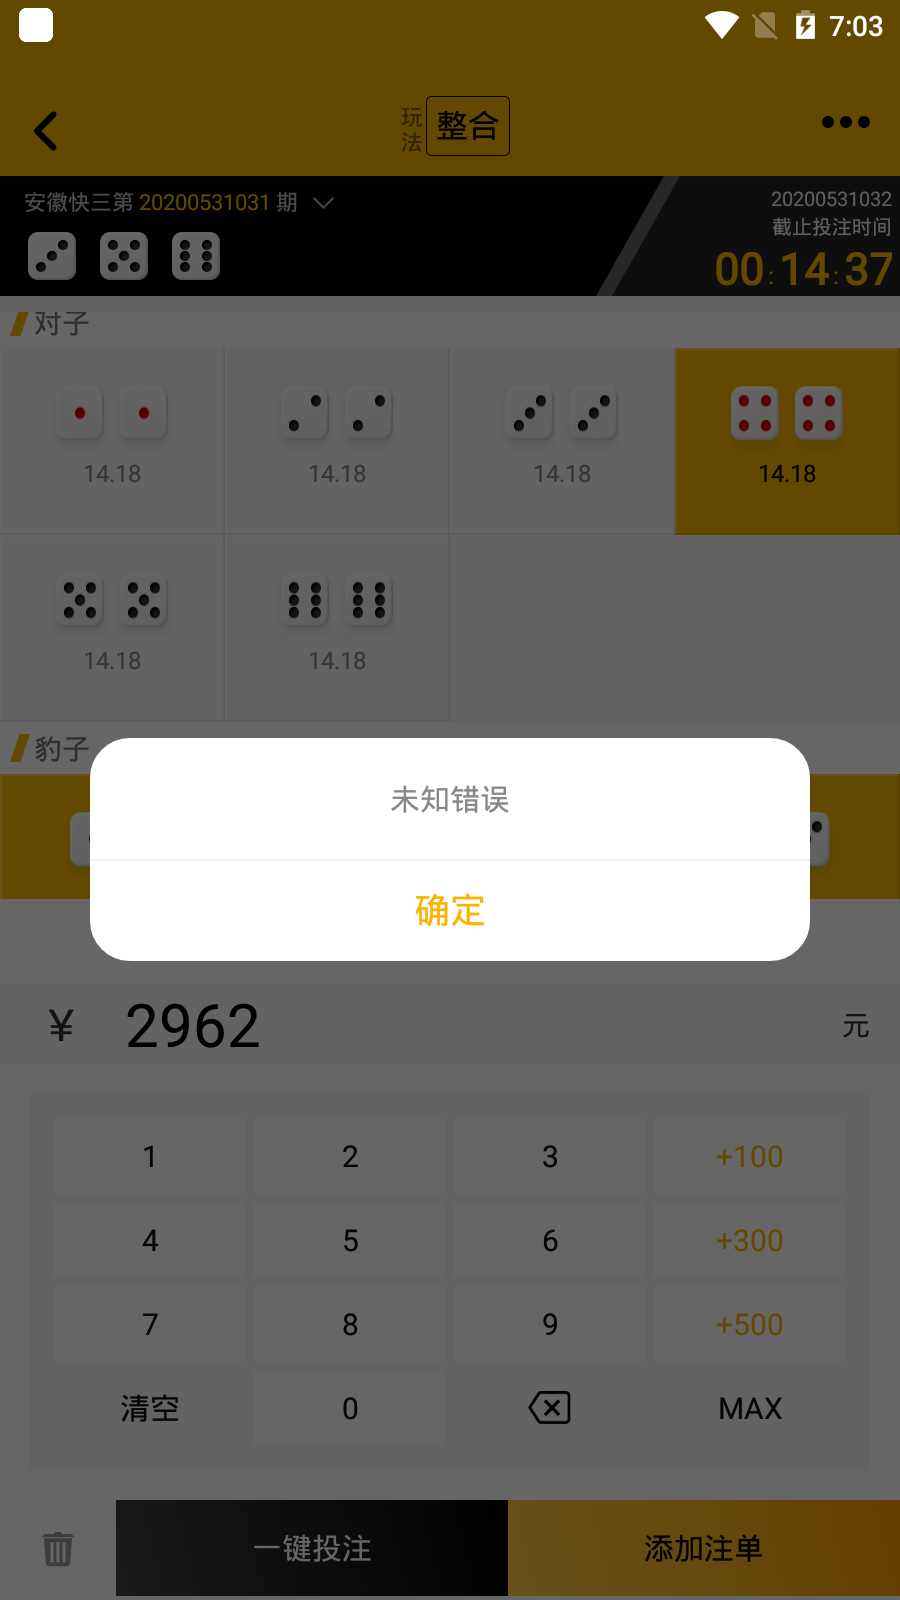 7:03
玩法
整合
安徽快三第 20200531031 期
20200531032
截止投注时间
00:14:37
对子
14.18
14.18
14.18
14.18
14.18
14.18
豹子
未知错误
确定
¥ 2962 元
1 2 3 +100
4 5 6 +300
7 8 9 +500
清空 0 MAX
一键投注
添加注单